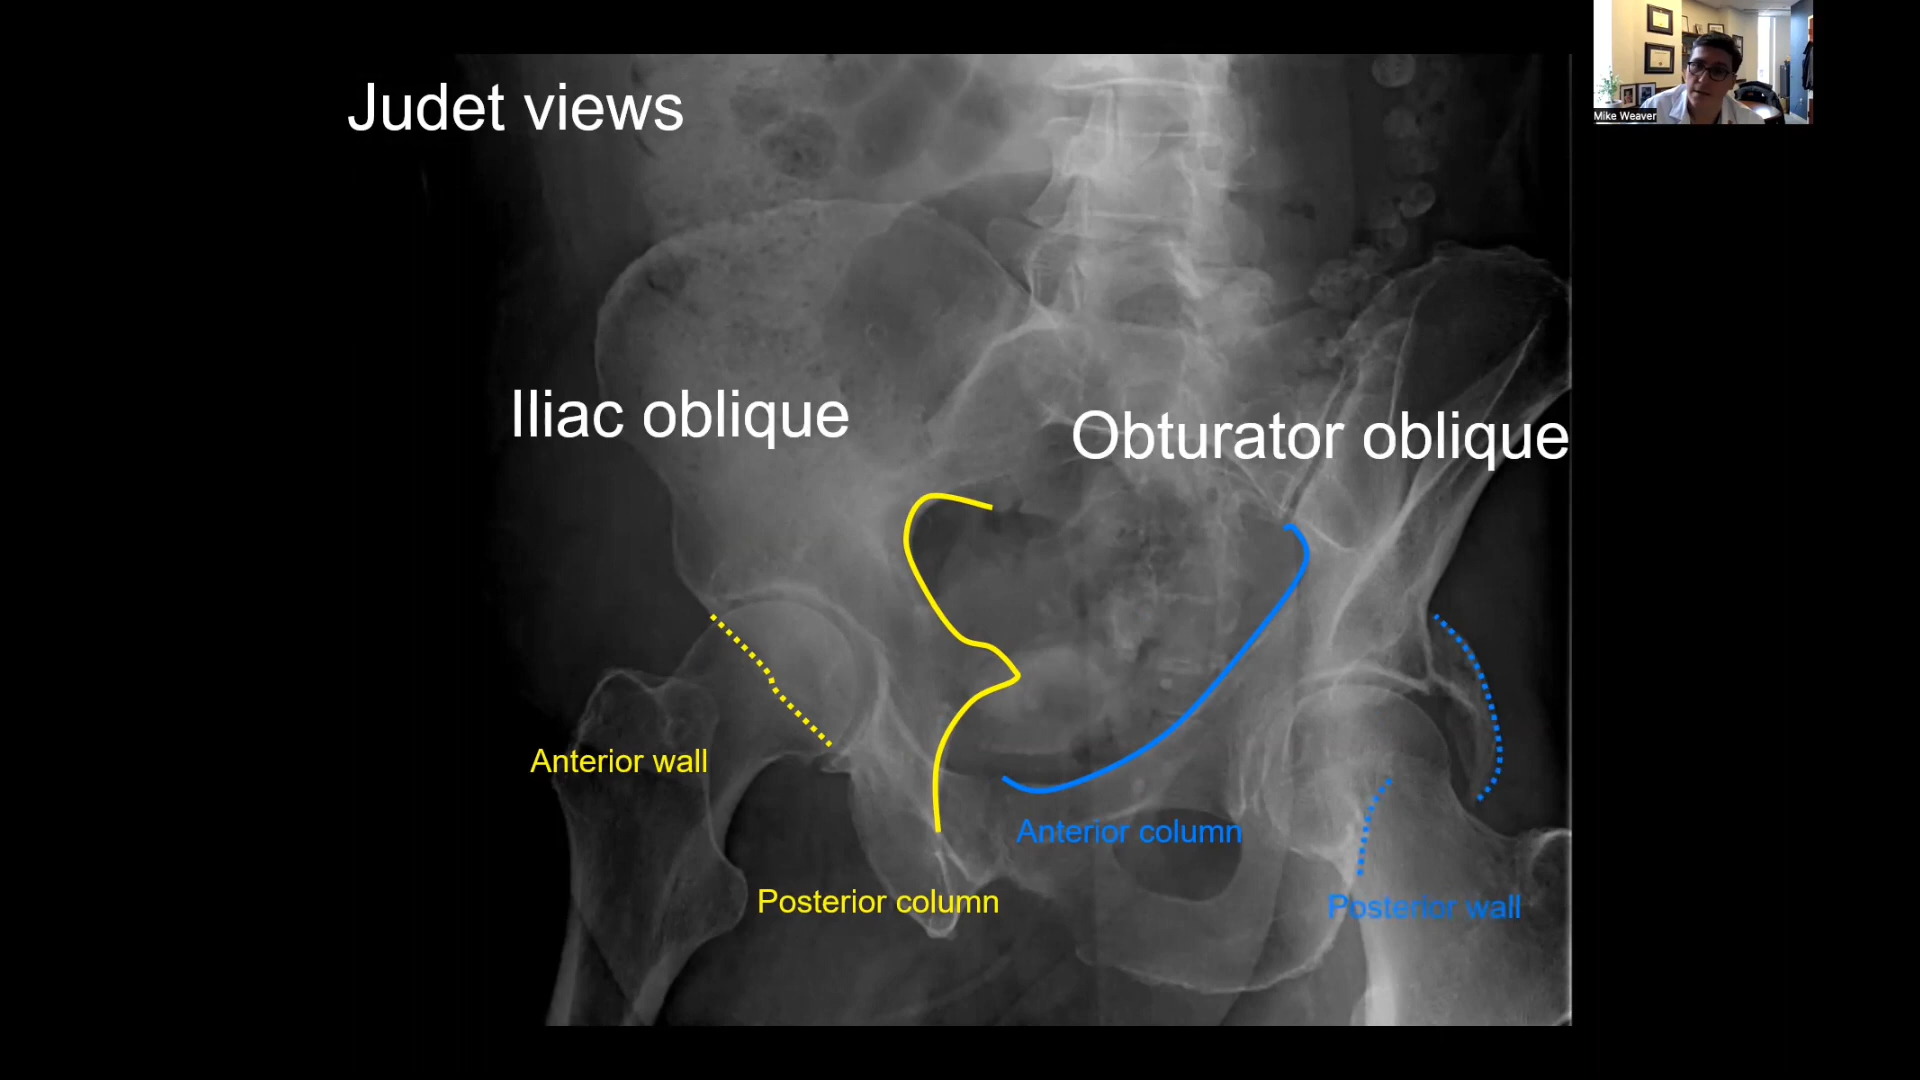 Judet views
Mike Weaver
Iliac oblique
Obturator oblique
Anterior wall
Anterior column
Posterior column
Posterior wall